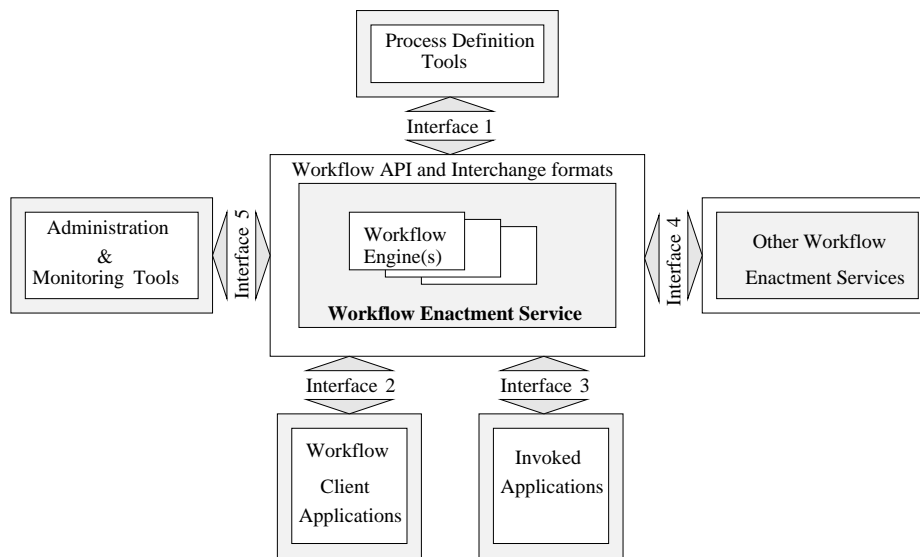 Process Definition
Tools
Interface 1
Workflow API and Interchange formats
Administration
&
Monitoring Tools
Interface 5
Workflow
Engine(s)
Workflow Enactment Service
Interface 4
Other Workflow
Enactment Services
Interface 2
Interface 3
Workflow
Client
Applications
Invoked
Applications